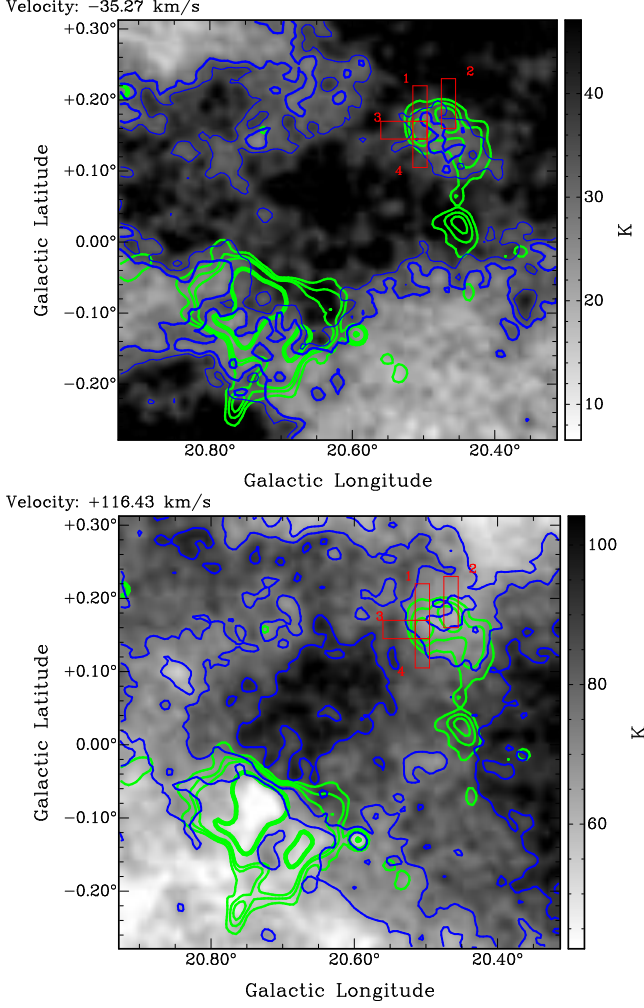 Velocity: −35.27 km/s
+0.30°
+0.20°
+0.10°
0.00°
−0.10°
−0.20°
Galactic Latitude
1
2
3
4
40
30
20
10
K
20.80° 20.60° 20.40°
Galactic Longitude
Velocity: +116.43 km/s
+0.30°
+0.20°
+0.10°
0.00°
−0.10°
−0.20°
Galactic Latitude
1
2
3
4
100
80
60
K
20.80° 20.60° 20.40°
Galactic Longitude